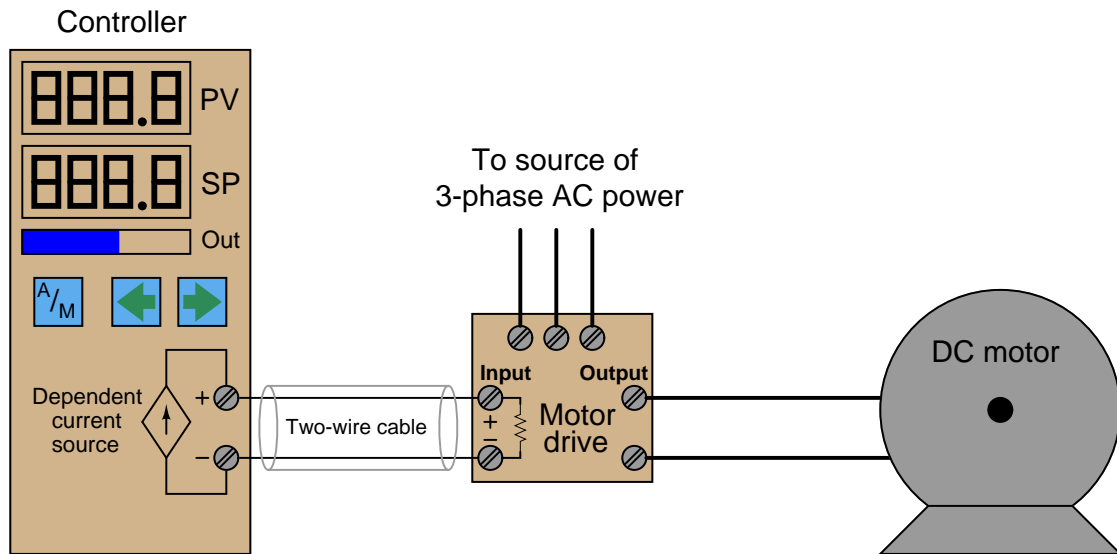 Controller
888.8 PV
888.8 SP
Out
A/M
Dependent
current
source
+
−
Two-wire cable
To source of
3-phase AC power
Input
Output
+
−
Motor
drive
DC motor